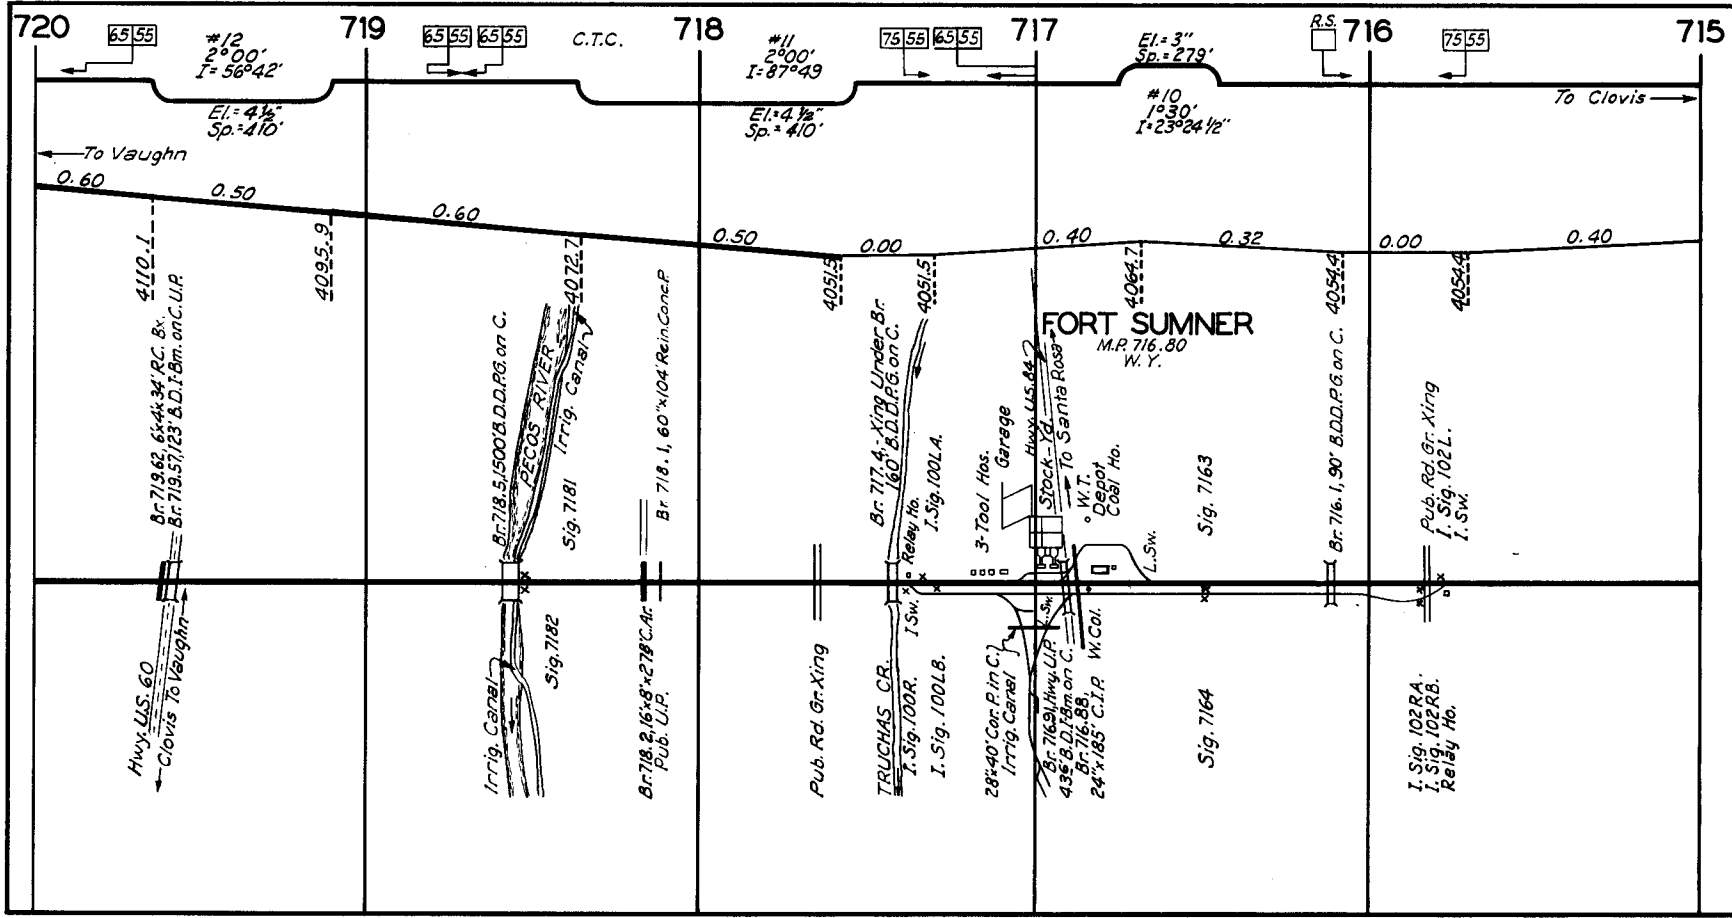 720 719 718 717 716 715
65 55
#12
2°00'
I=56°42'
65 55
65 55
C.T.C.
#11
2°00'
I=87°49
75 55
65 55
El.=3"
Sp.=279'
R.S.
75 55
El.=4½"
Sp.=410'
El.=4½"
Sp.=410'
#10
1°30'
I=23°24½"
To Clovis
To Vaughn
0.60 0.50 0.60 0.50 0.00 0.40 0.32 0.00 0.40
4110.1
4095.9
4072.7
4051.5
4051.5
4064.7
4054.4
4054.4
FORT SUMNER
M.P. 716.80
W.Y.
Br. 719.62, 6'x4'x34' R.C. Bx.
Br. 719.57, 123' B.D.I-Bm. on C. U.P.
Br. 718.5, 1500' B.D.D.P.G. on C.
PECOS RIVER
Irrig. Canal
Sig. 7181
Br. 718.1, 60"x104' Rein.Conc.P.
Br. 717.4,-Xing Under Br.
160' B.D.D.P.G. on C.
Relay Ho.
I. Sig. 100LA.
3-Tool Hos.
Garage
Hwy. U.S. 84
Stock-Yd.
To Santa Rosa
W.T.
Depot
Coal Ho.
L.Sw.
Sig. 7163
Br. 716.1, 90' B.D.D.P.G. on C.
Pub. Rd. Gr. Xing
I. Sig. 102L.
I. Sw.
Hwy. U.S. 60
Clovis To Vaughn
Irrig. Canal
Sig. 7182
Br. 718.2, 16'x8'x278' C.Ar.
Pub. U.P.
Pub. Rd. Gr. Xing
TRUCHAS CR.
I Sw.
I. Sig. 100R.
I. Sig. 100LB.
28"x40' Cor. P. in C.
Irrig. Canal
L.Sw.
Br. 716.91, Hwy. U.P.
43.6' B.D. I-Bm. on C.
Br. 716.88,
24"x185' C.I.P.
W. Col.
Sig. 7164
I. Sig. 102RA.
I. Sig. 102RB.
Relay Ho.